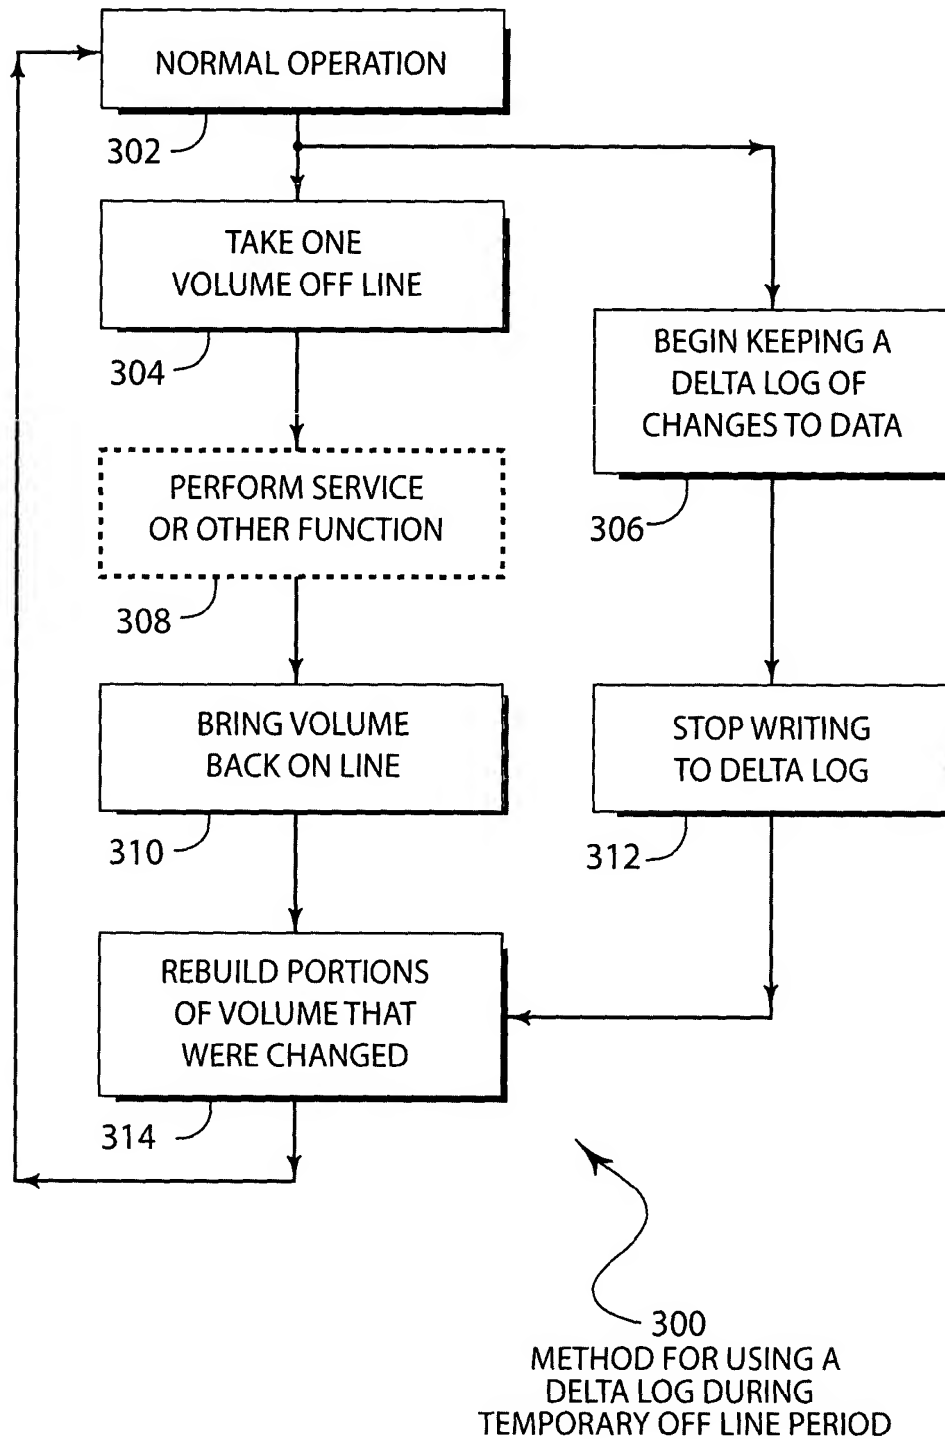 NORMAL OPERATION
302
TAKE ONE
VOLUME OFF LINE
304
BEGIN KEEPING A
DELTA LOG OF
CHANGES TO DATA
306
PERFORM SERVICE
OR OTHER FUNCTION
308
BRING VOLUME
BACK ON LINE
310
STOP WRITING
TO DELTA LOG
312
REBUILD PORTIONS
OF VOLUME THAT
WERE CHANGED
314
300
METHOD FOR USING A
DELTA LOG DURING
TEMPORARY OFF LINE PERIOD